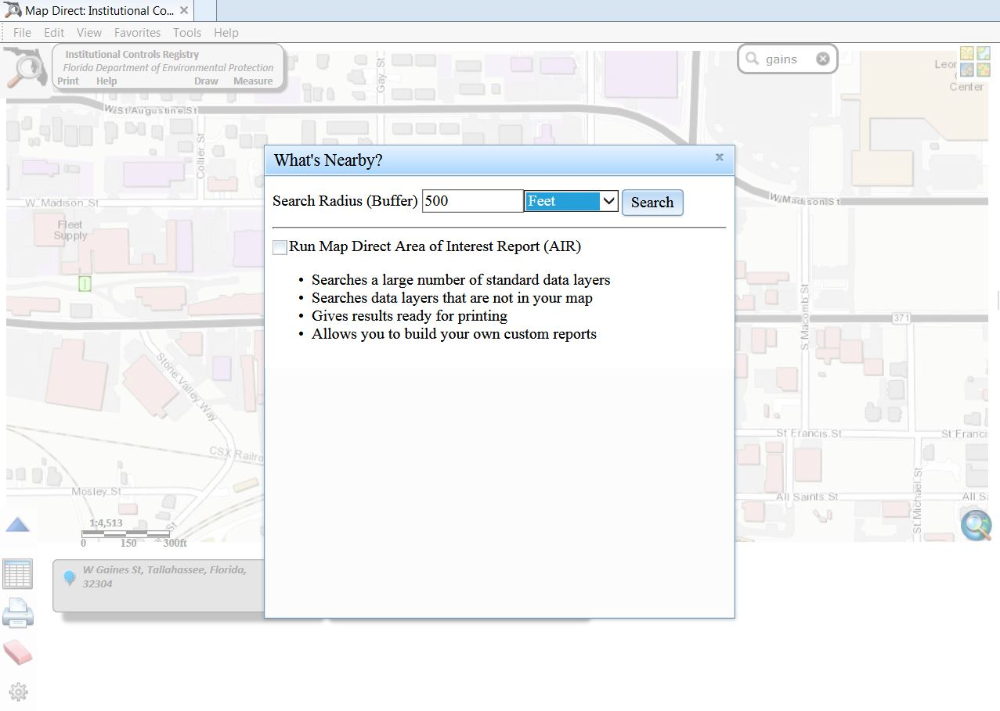 Map Direct: Institutional Co...
File Edit View Favorites Tools Help
Institutional Controls Registry
Florida Department of Environmental Protection
Print Help Draw Measure
gains
Leon
Center
Gay St
W St Augustine St
Collier St
W Madison St
W Madison St
Fleet
Supply
What's Nearby?
Search Radius (Buffer) 500 Feet Search
Run Map Direct Area of Interest Report (AIR)
• Searches a large number of standard data layers
• Searches data layers that are not in your map
• Gives results ready for printing
• Allows you to build your own custom reports
S Macomb St
371
Stone Valley Way
CSX Railro
St Francis St
St Franci
Mosley St
All Saints St
All S
St Michael St
St
1:4,513
0 150 300ft
W Gaines St, Tallahassee, Florida,
32304